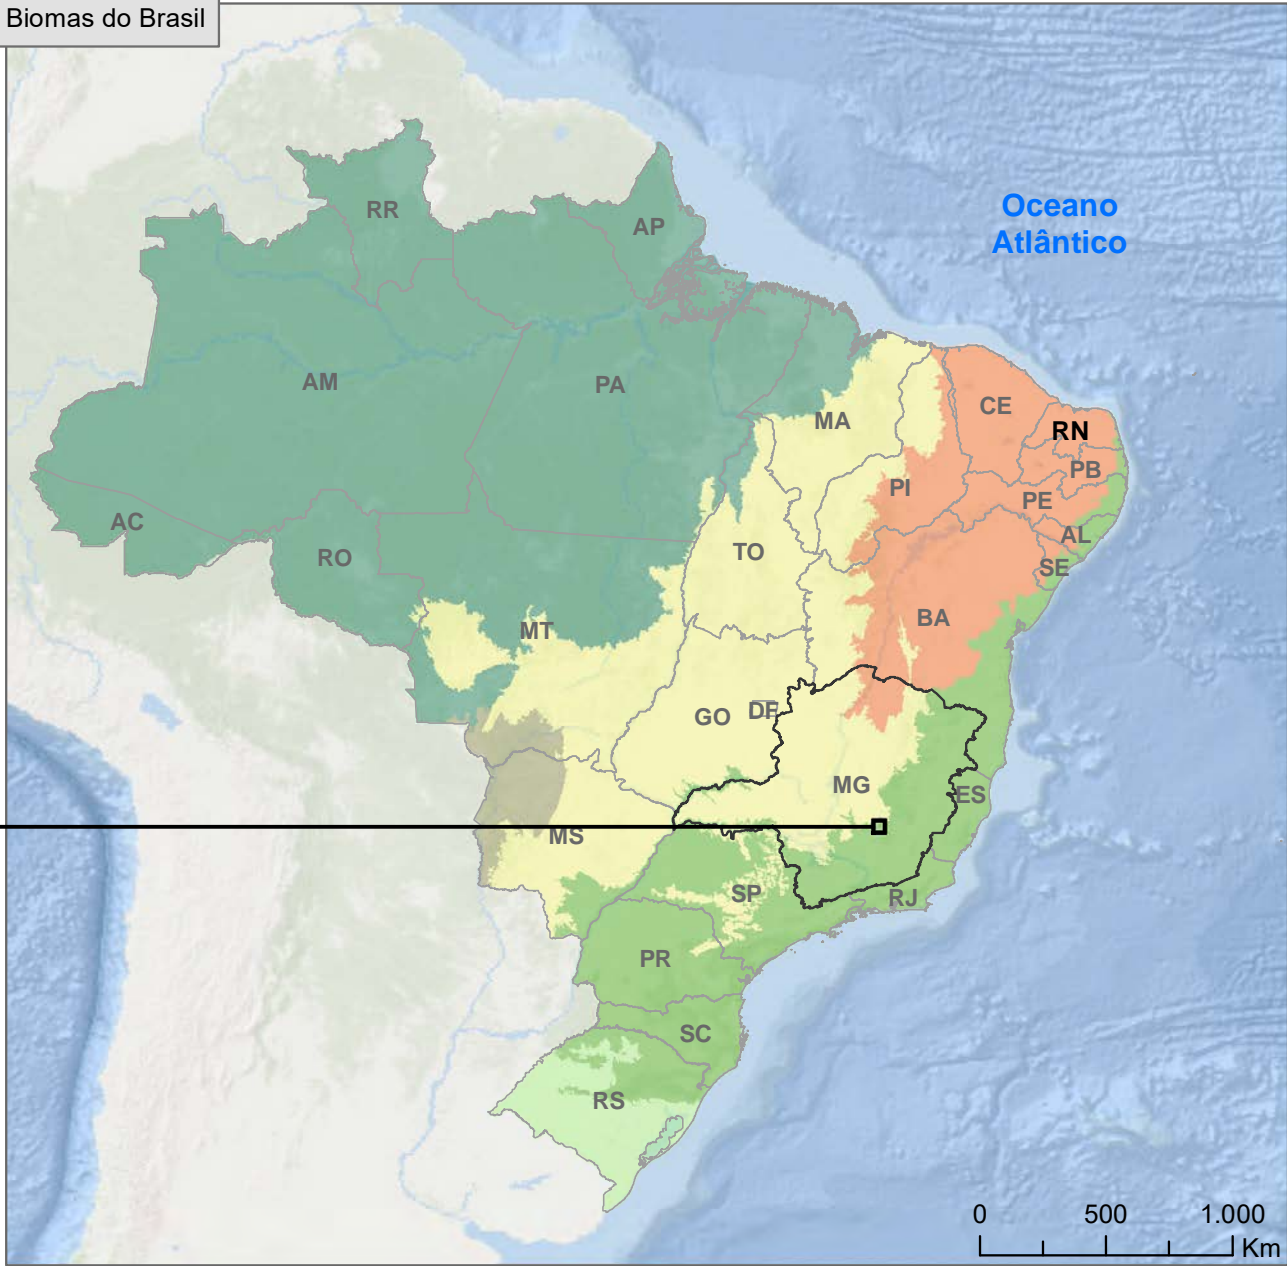 Biomas do Brasil
Oceano
Atlântico
RR
AP
AM
PA
MA
CE
RN
PB
PI
PE
AC
AL
RO
TO
SE
BA
MT
GO
DF
MG
ES
MS
SP
RJ
PR
SC
RS
0 500 1.000
Km